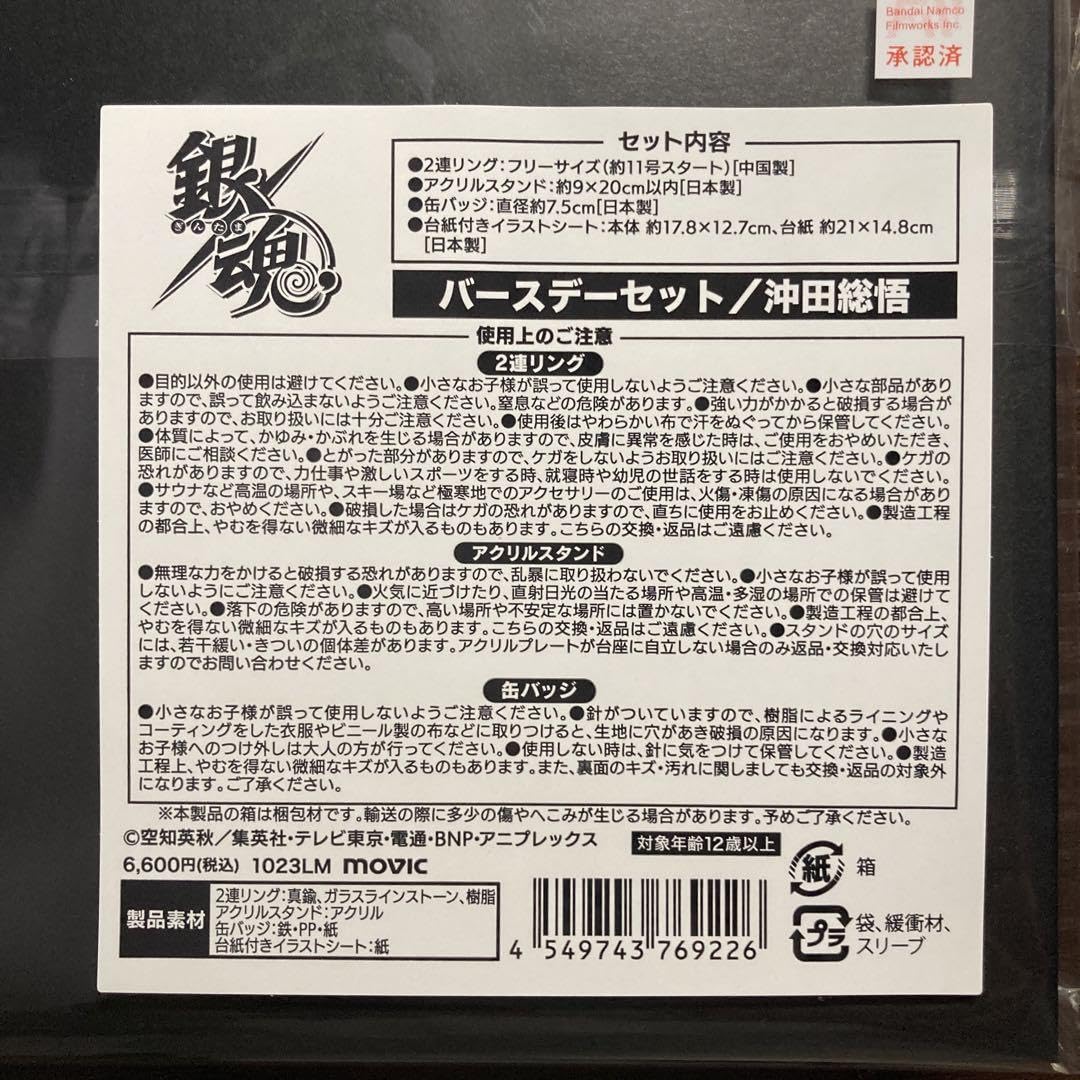 Bandai Namco
Filmworks Inc.
承認済
銀魂
ぎんたま
セット内容
●2連リング:フリーサイズ(約11号スタート)[中国製]
●アクリルスタンド:約9×20cm以内[日本製]
●缶バッジ:直径約7.5cm[日本製]
●台紙付きイラストシート:本体 約17.8×12.7cm、台紙 約21×14.8cm
[日本製]
バースデーセット/沖田総悟
使用上のご注意
2連リング
●目的以外の使用は避けてください。●小さなお子様が誤って使用しないようご注意ください。●小さな部品があり
ますので、誤って飲み込まないようご注意ください。窒息などの危険があります。●強い力がかかると破損する場合が
ありますので、お取り扱いには十分ご注意ください。●使用後はやわらかい布で汗をぬぐってから保管してください。
●体質によって、かゆみ・かぶれを生じる場合がありますので、皮膚に異常を感じた時は、ご使用をおやめいただき、
医師にご相談ください。●とがった部分がありますので、ケガをしないようお取り扱いにはご注意ください。●ケガの
恐れがありますので、力仕事や激しいスポーツをする時、就寝時や幼児の世話をする時は使用しないでください。
●サウナなど高温の場所や、スキー場など極寒地でのアクセサリーのご使用は、火傷・凍傷の原因になる場合があり
ますので、おやめください。●破損した場合はケガの恐れがありますので、直ちに使用をお止めください。●製造工程
の都合上、やむを得ない微細なキズが入るものもあります。こちらの交換・返品はご遠慮ください。
アクリルスタンド
●無理な力をかけると破損する恐れがありますので、乱暴に取り扱わないでください。●小さなお子様が誤って使用
しないようにご注意ください。●火気に近づけたり、直射日光の当たる場所や高温・多湿の場所での保管は避けて
ください。●落下の危険がありますので、高い場所や不安定な場所には置かないでください。●製造工程の都合上、
やむを得ない微細なキズが入るものもあります。こちらの交換・返品はご遠慮ください。●スタンドの穴のサイズ
には、若干緩い・きついの個体差があります。アクリルプレートが台座に自立しない場合のみ返品・交換対応いたし
ますのでお問い合わせください。
缶バッジ
●小さなお子様が誤って使用しないようご注意ください。●針がついていますので、樹脂によるライニングや
コーティングをした衣服やビニール製の布などに取りつけると、生地に穴があき破損の原因になります。●小さな
お子様へのつけ外しは大人の方が行ってください。●使用しない時は、針に気をつけて保管してください。●製造
工程上、やむを得ない微細なキズが入るものもあります。また、裏面のキズ・汚れに関しましても交換・返品の対象外
になります。ご了承ください。
※本製品の箱は梱包材です。輸送の際に多少の傷やへこみが生じる場合があります。予めご了承ください。
©空知英秋/集英社・テレビ東京・電通・BNP・アニプレックス
対象年齢12歳以上
6,600円(税込) 1023LM movic
製品素材
2連リング:真鍮、ガラスラインストーン、樹脂
アクリルスタンド:アクリル
缶バッジ:鉄・PP・紙
台紙付きイラストシート:紙
4 549743 769226
紙 箱
プラ 袋、緩衝材、
スリーブ